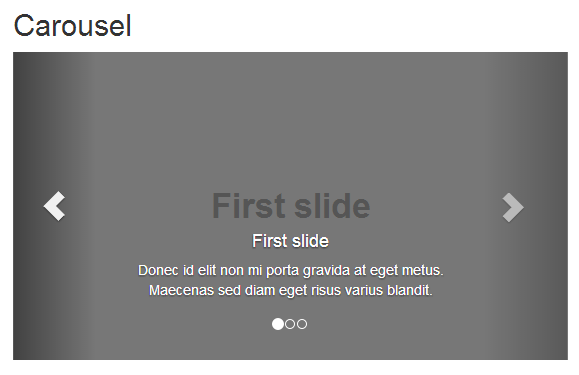 Carousel
First slide
First slide
Donec id elit non mi porta gravida at eget metus.
Maecenas sed diam eget risus varius blandit.